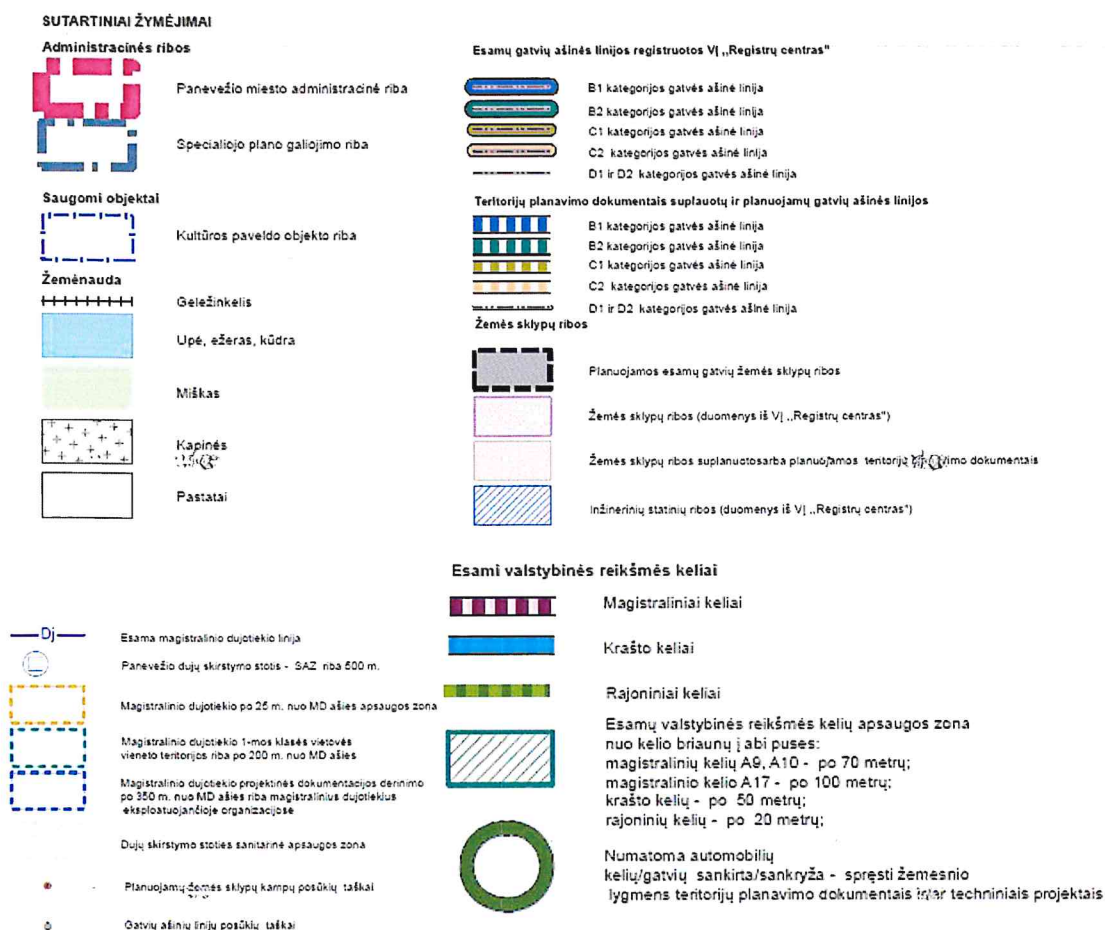 SUTARTINIAI ŽYMĖJIMAI
Administracinės ribos
Panevėžio miesto administracinė riba
Specialiojo plano galiojimo riba
Saugomi objektai
Kultūros paveldo objekto riba
Žemėnauda
Geležinkelis
Upė, ežeras, kūdra
Miškas
Kapinės
Pastatai
Esamų gatvių ašinės linijos registruotos VĮ ,,Registrų centras"
B1 kategorijos gatvės ašinė linija
B2 kategorijos gatvės ašinė linija
C1 kategorijos gatvės ašinė linija
C2 kategorijos gatvės ašinė linija
D1 ir D2 kategorijos gatvės ašinė linija
Teritorijų planavimo dokumentais suplauotų ir planuojamų gatvių ašinės linijos
B1 kategorijos gatvės ašinė linija
B2 kategorijos gatvės ašinė linija
C1 kategorijos gatvės ašinė linija
C2 kategorijos gatvės ašinė linija
D1 ir D2 kategorijos gatvės ašinė linija
Žemės sklypų ribos
Planuojamos esamų gatvių žemės sklypų ribos
Žemės sklypų ribos (duomenys iš VĮ ,,Registrų centras")
Žemės sklypų ribos suplanuotosarba planuojamos teritorijų dokumentais
Inžinerinių statinių ribos (duomenys iš VĮ ,,Registrų centras")
Dj
Esama magistralinio dujotiekio linija
Panevėžio dujų skirstymo stotis - SAZ riba 500 m.
Magistralinio dujotiekio po 25 m. nuo MD ašies apsaugos zona
Magistralinio dujotiekio 1-mos klasės vietovės
vieneto teritorijos riba po 200 m. nuo MD ašies
Magistralinio dujotiekio projektinės dokumentacijos derinimo
po 350 m. nuo MD ašies riba magistralinius dujotiekius
eksploatuojančioje organizacijose
Dujų skirstymo stoties sanitarinė apsaugos zona
Planuojamų žemės sklypų kampų posūkių taškai
Gatvių ašinių linijų posūkių taškai
Esami valstybinės reikšmės keliai
Magistraliniai keliai
Krašto keliai
Rajoniniai keliai
Esamų valstybinės reikšmės kelių apsaugos zona
nuo kelio briaunų į abi puses:
magistralinių kelių A9, A10 - po 70 metrų;
magistralinio kelio A17 - po 100 metrų;
krašto kelių - po 50 metrų;
rajoninių kelių - po 20 metrų;
Numatoma automobilių
kelių/gatvių sankirta/sankryža - spręsti žemesnio
lygmens teritorijų planavimo dokumentais ir/ar techniniais projektais